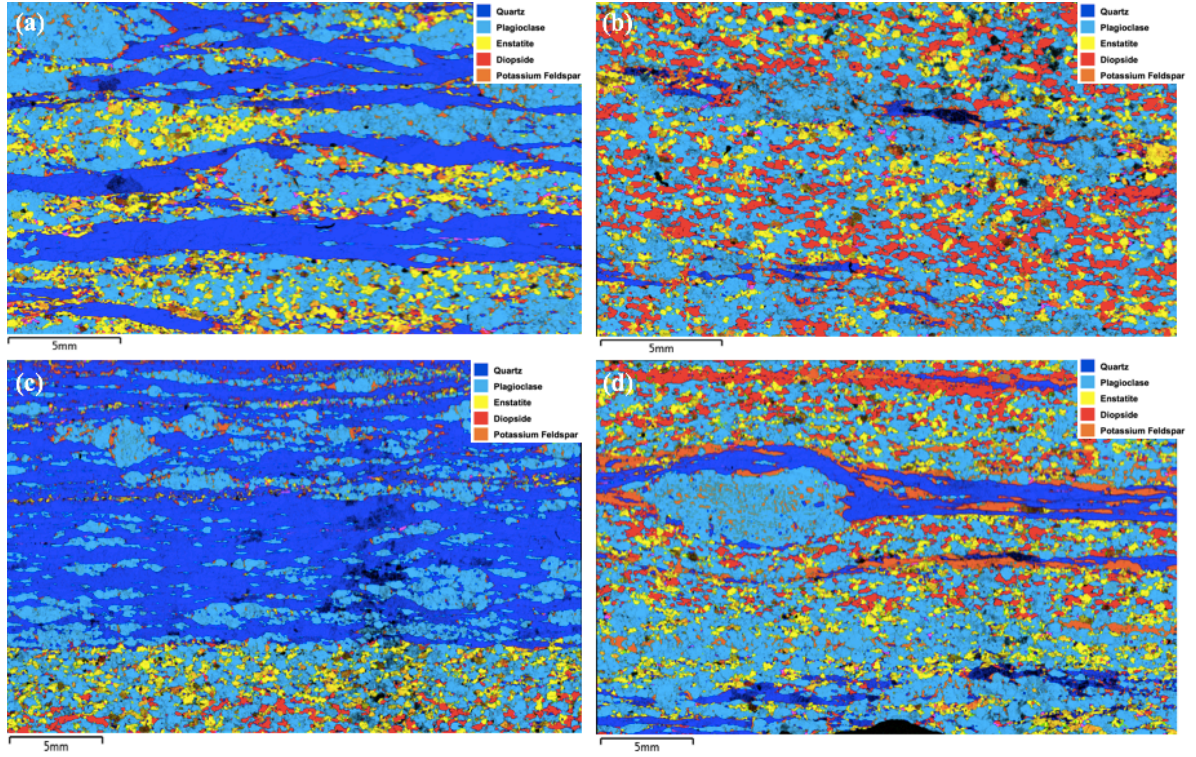 (a)
Quartz
Plagioclase
Enstatite
Diopside
Potassium Feldspar
5mm
(b)
Quartz
Plagioclase
Enstatite
Diopside
Potassium Feldspar
5mm
(c)
Quartz
Plagioclase
Enstatite
Diopside
Potassium Feldspar
5mm
(d)
Quartz
Plagioclase
Enstatite
Diopside
Potassium Feldspar
5mm